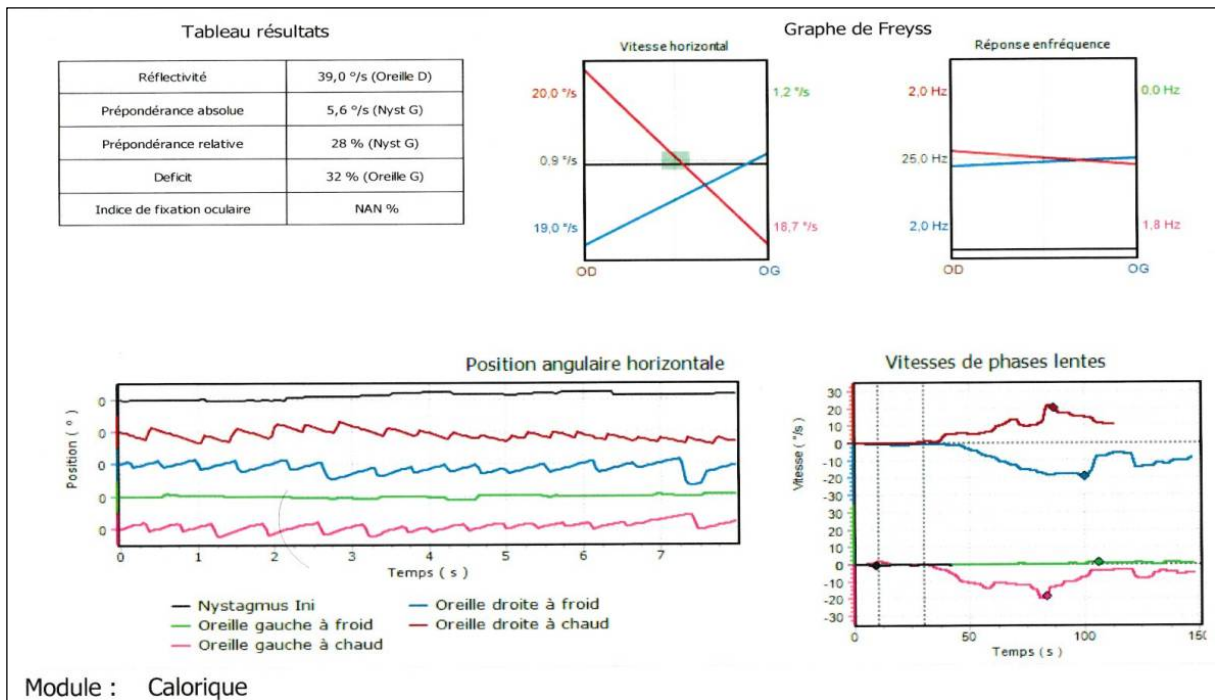 Tableau résultats
Réflectivité 39,0 °/s (Oreille D)
Prépondérance absolue 5,6 °/s (Nyst G)
Prépondérance relative 28 % (Nyst G)
Deficit 32 % (Oreille G)
Indice de fixation oculaire NAN %
Graphe de Freyss
Vitesse horizontal
20,0 °/s 1,2 °/s
0.9 °/s
19,0 °/s 18,7 °/s
OD OG
Réponse enfréquence
2,0 Hz 0,0 Hz
25,0 Hz
2,0 Hz 1,8 Hz
OD OG
Position angulaire horizontale
Position ( ° )
0
0
0
0
0
0 1 2 3 4 5 6 7
Temps ( s )
Nystagmus Ini
Oreille gauche à froid
Oreille gauche à chaud
Oreille droite à froid
Oreille droite à chaud
Vitesses de phases lentes
Vitesse ( °/s )
30
20
10
0
-10
-20
30
20
10
0
-10
-20
-30
0 50 100 150
Temps ( s )
Module : Calorique